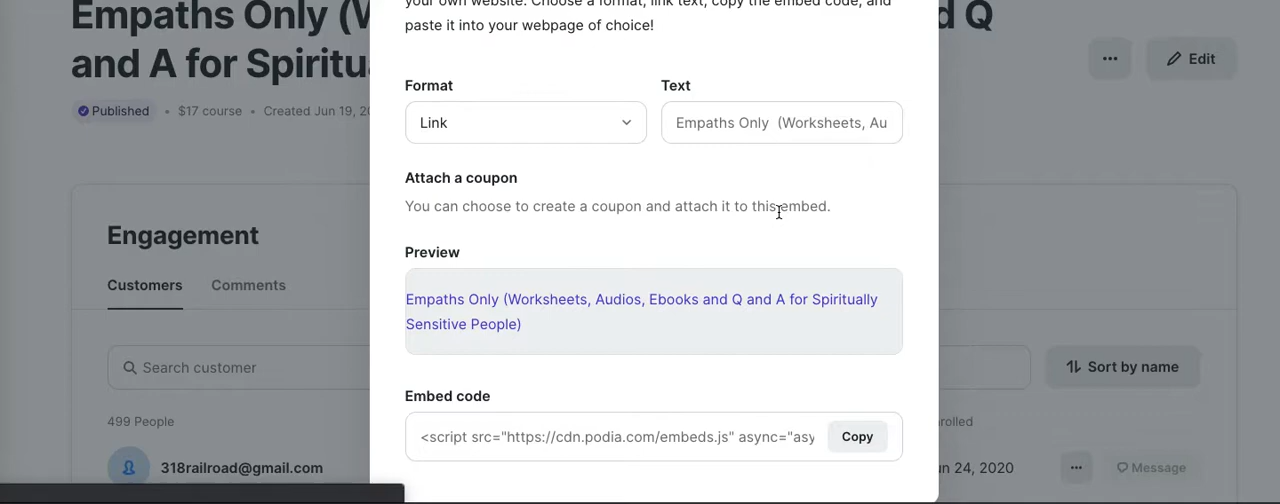 Empaths Only (
d Q
and A for Spiritu
Edit
Published • $17 course • Created Jun 19, 20
your own website. Choose a format, link text, copy the embed code, and
paste it into your webpage of choice!
Format
Text
Link
Empaths Only (Worksheets, Au
Attach a coupon
You can choose to create a coupon and attach it to this embed.
Preview
Empaths Only (Worksheets, Audios, Ebooks and Q and A for Spiritually
Sensitive People)
Embed code
<script src="https://cdn.podia.com/embeds.js" async="asy
Copy
Engagement
Customers
Comments
Search customer
Sort by name
499 People
rolled
318railroad@gmail.com
un 24, 2020
Message